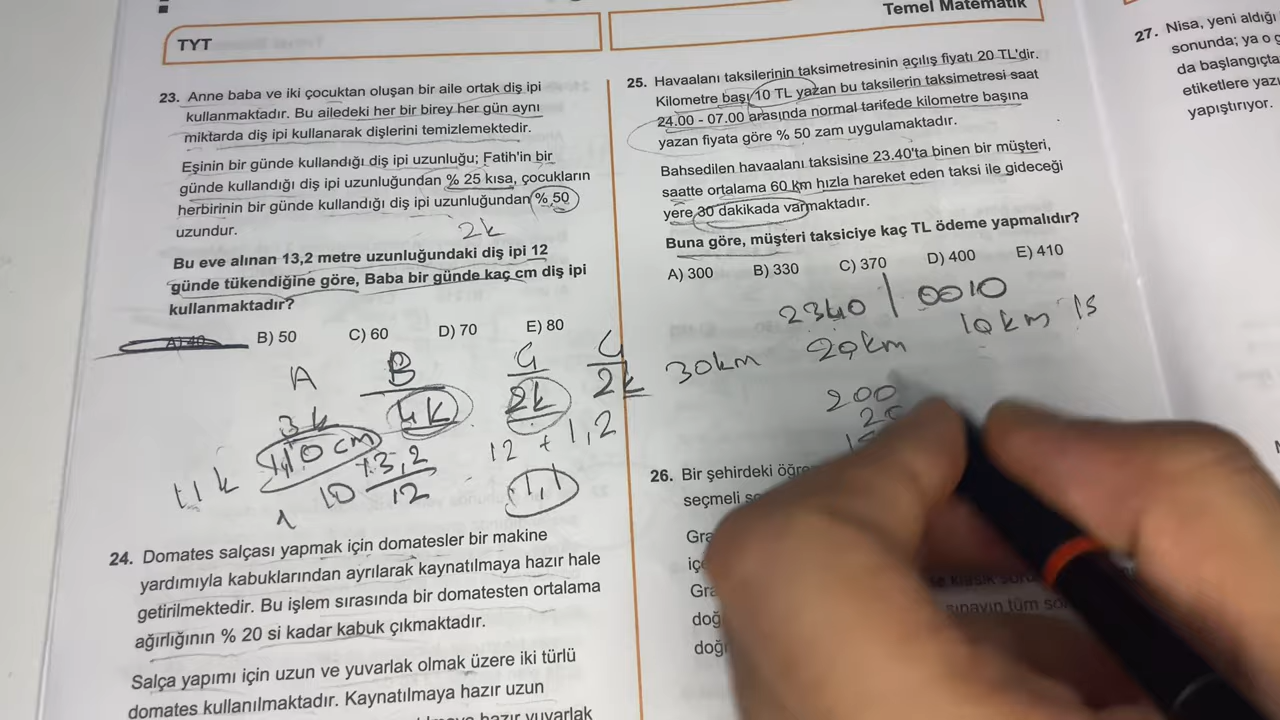 Temel Matematik
TYT
23. Anne baba ve iki çocuktan oluşan bir aile ortak diş ipi
kullanmaktadır. Bu ailedeki her bir birey her gün aynı
miktarda diş ipi kullanarak dişlerini temizlemektedir.
Eşinin bir günde kullandığı diş ipi uzunluğu; Fatih'in bir
günde kullandığı diş ipi uzunluğundan % 25 kısa, çocukların
herbirinin bir günde kullandığı diş ipi uzunluğundan % 50
uzundur.
2k
Bu eve alınan 13,2 metre uzunluğundaki diş ipi 12
günde tükendiğine göre, Baba bir günde kaç cm diş ipi
kullanmaktadır?
A) 40 B) 50 C) 60 D) 70 E) 80
A B Ç Ç
3k 4k 2k 2k
110 cm 13,2 12 + 1,2
11k 10 12 1,1
1
24. Domates salçası yapmak için domatesler bir makine
yardımıyla kabuklarından ayrılarak kaynatılmaya hazır hale
getirilmektedir. Bu işlem sırasında bir domatesten ortalama
ağırlığının % 20 si kadar kabuk çıkmaktadır.
Salça yapımı için uzun ve yuvarlak olmak üzere iki türlü
domates kullanılmaktadır. Kaynatılmaya hazır uzun
hazır yuvarlak
25. Havaalanı taksilerinin taksimetresinin açılış fiyatı 20 TL'dir.
Kilometre başı 10 TL yazan bu taksilerin taksimetresi saat
24.00 - 07.00 arasında normal tarifede kilometre başına
yazan fiyata göre % 50 zam uygulamaktadır.
Bahsedilen havaalanı taksisine 23.40'ta binen bir müşteri,
saatte ortalama 60 km hızla hareket eden taksi ile gideceği
yere 30 dakikada varmaktadır.
Buna göre, müşteri taksiciye kaç TL ödeme yapmalıdır?
A) 300 B) 330 C) 370 D) 400 E) 410
2340 | 0010
30km 20km 10km 15
200
26. Bir şehirdeki
seçmeli
sınavın tüm
27. Nisa, yeni aldığı
sonunda; ya o
da başlangıçta
etiketlere
yapıştırıyor.